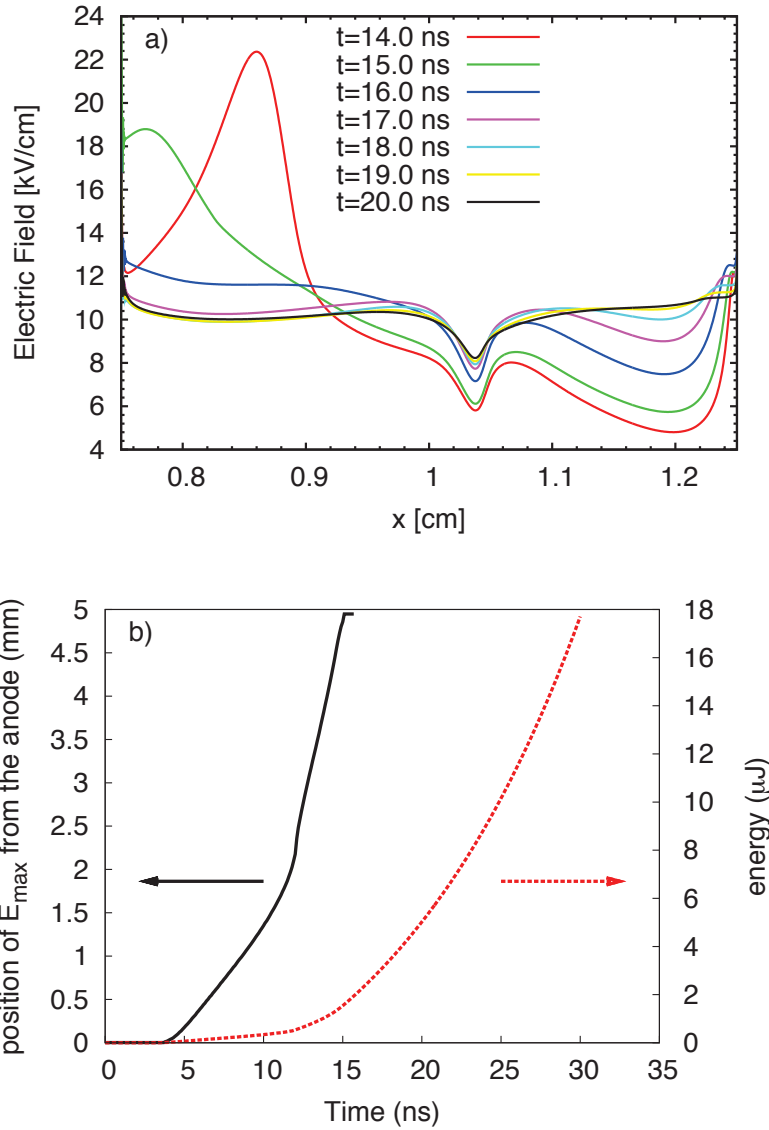 a)
t=14.0 ns
t=15.0 ns
t=16.0 ns
t=17.0 ns
t=18.0 ns
t=19.0 ns
t=20.0 ns
Electric Field [kV/cm]
24
22
20
18
16
14
12
10
8
6
4
0.8 0.9 1 1.1 1.2
x [cm]
b)
position of Emax from the anode (mm)
5
4.5
4
3.5
3
2.5
2
1.5
1
0.5
0
18
16
14
12
10
8
6
4
2
0
energy (μJ)
0 5 10 15 20 25 30 35
Time (ns)